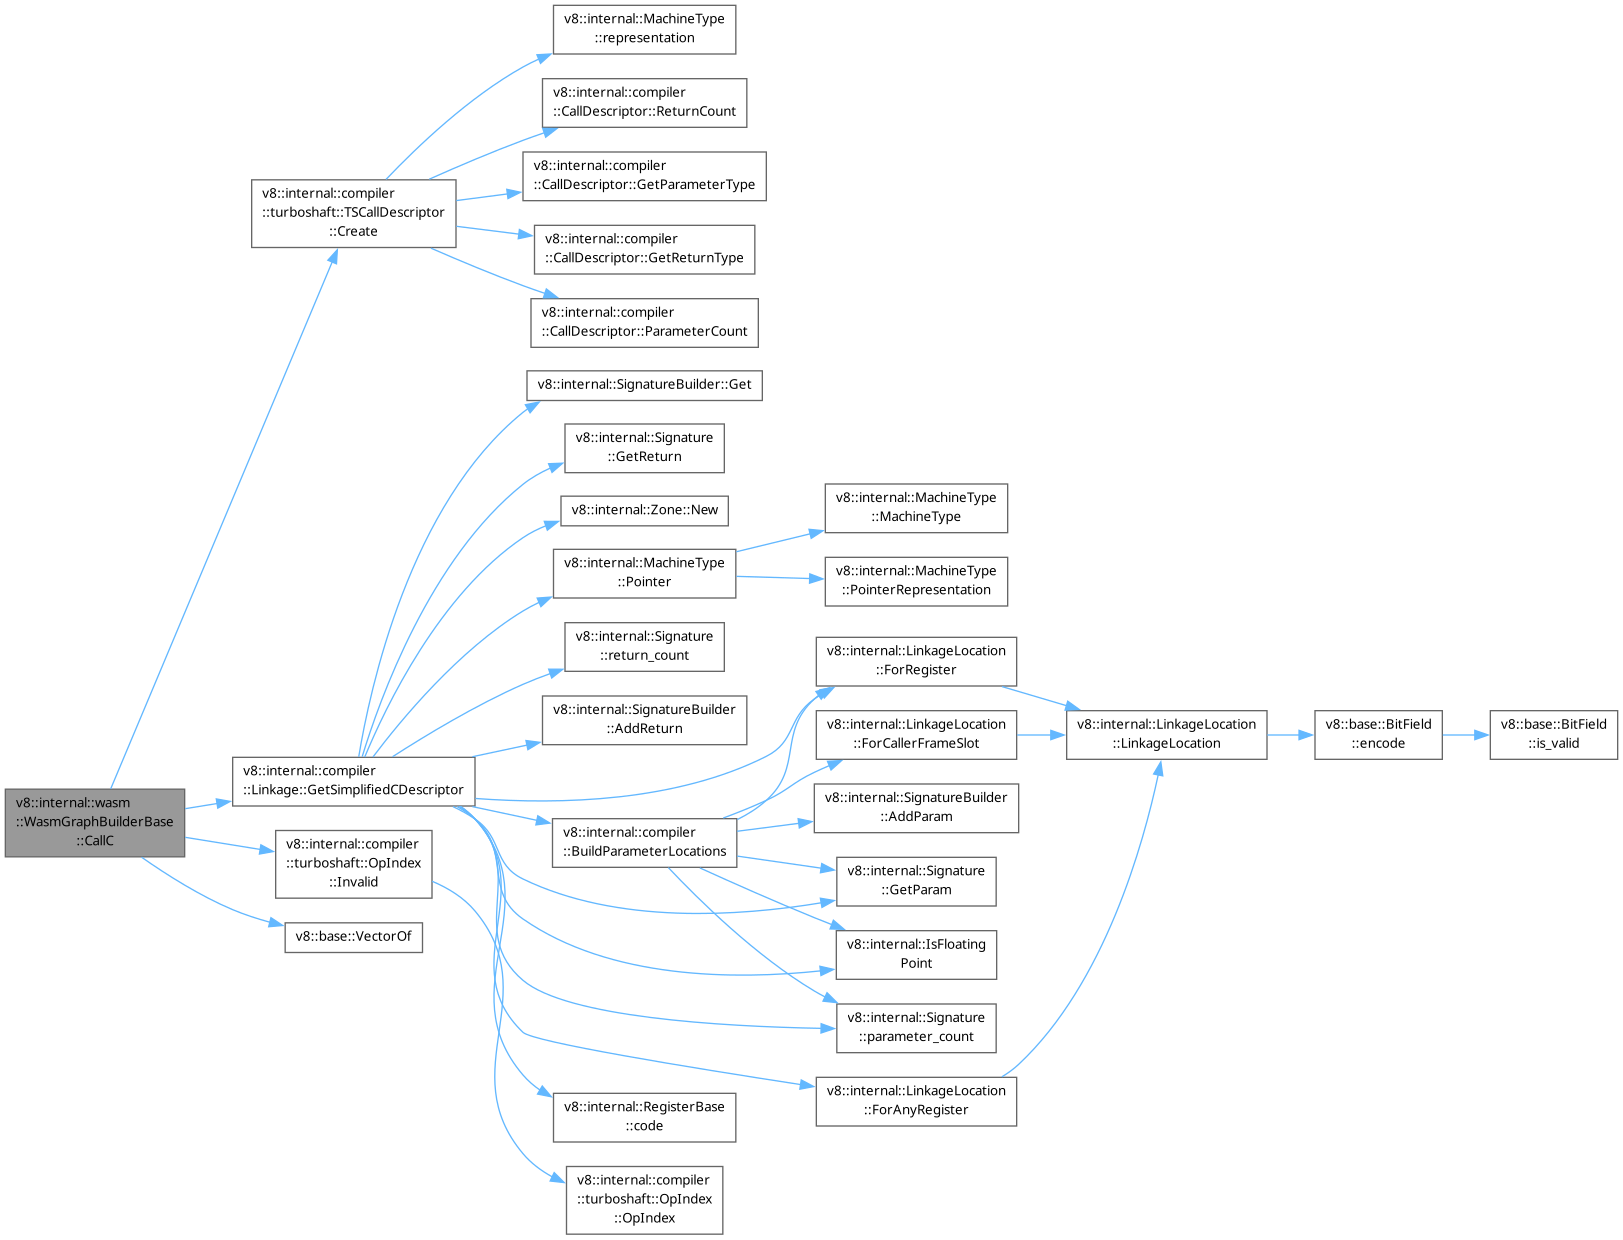 v8::internal::MachineType
::representation
v8::internal::compiler
::CallDescriptor::ReturnCount
v8::internal::compiler
::CallDescriptor::GetParameterType
v8::internal::compiler
::turboshaft::TSCallDescriptor
::Create
v8::internal::compiler
::CallDescriptor::GetReturnType
v8::internal::compiler
::CallDescriptor::ParameterCount
v8::internal::SignatureBuilder::Get
v8::internal::Signature
::GetReturn
v8::internal::Zone::New
v8::internal::MachineType
::MachineType
v8::internal::MachineType
::Pointer
v8::internal::MachineType
::PointerRepresentation
v8::internal::Signature
::return_count
v8::internal::LinkageLocation
::ForRegister
v8::internal::SignatureBuilder
::AddReturn
v8::internal::LinkageLocation
::ForCallerFrameSlot
v8::internal::LinkageLocation
::LinkageLocation
v8::base::BitField
::encode
v8::base::BitField
::is_valid
v8::internal::compiler
::Linkage::GetSimplifiedCDescriptor
v8::internal::wasm
::WasmGraphBuilderBase
::CallC
v8::internal::SignatureBuilder
::AddParam
v8::internal::compiler
::BuildParameterLocations
v8::internal::compiler
::turboshaft::OpIndex
::Invalid
v8::internal::Signature
::GetParam
v8::base::VectorOf
v8::internal::IsFloating
Point
v8::internal::Signature
::parameter_count
v8::internal::LinkageLocation
::ForAnyRegister
v8::internal::RegisterBase
::code
v8::internal::compiler
::turboshaft::OpIndex
::OpIndex